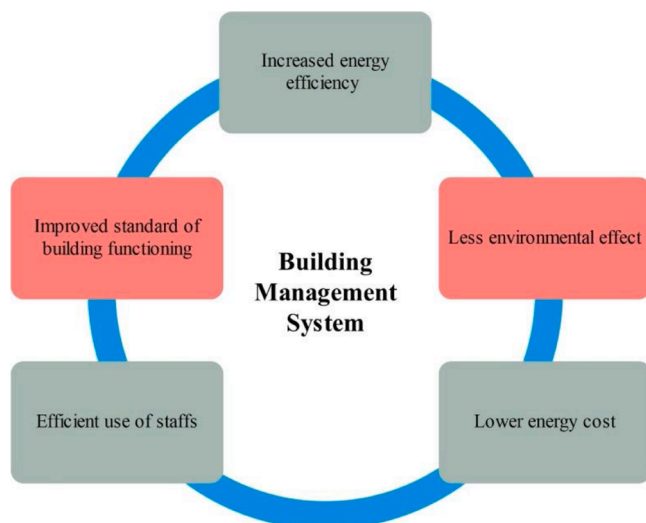 Increased energy
efficiency
Improved standard of
building functioning
Less environmental effect
Building
Management
System
Efficient use of staffs
Lower energy cost